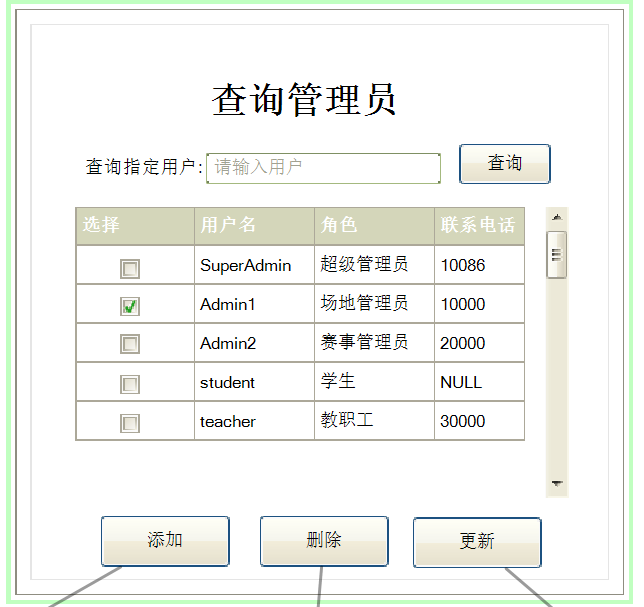 查询管理员
查询指定用户: 请输入用户 查询
选择 用户名 角色 联系电话
SuperAdmin 超级管理员 10086
Admin1 场地管理员 10000
Admin2 赛事管理员 20000
student 学生 NULL
teacher 教职工 30000
添加 删除 更新